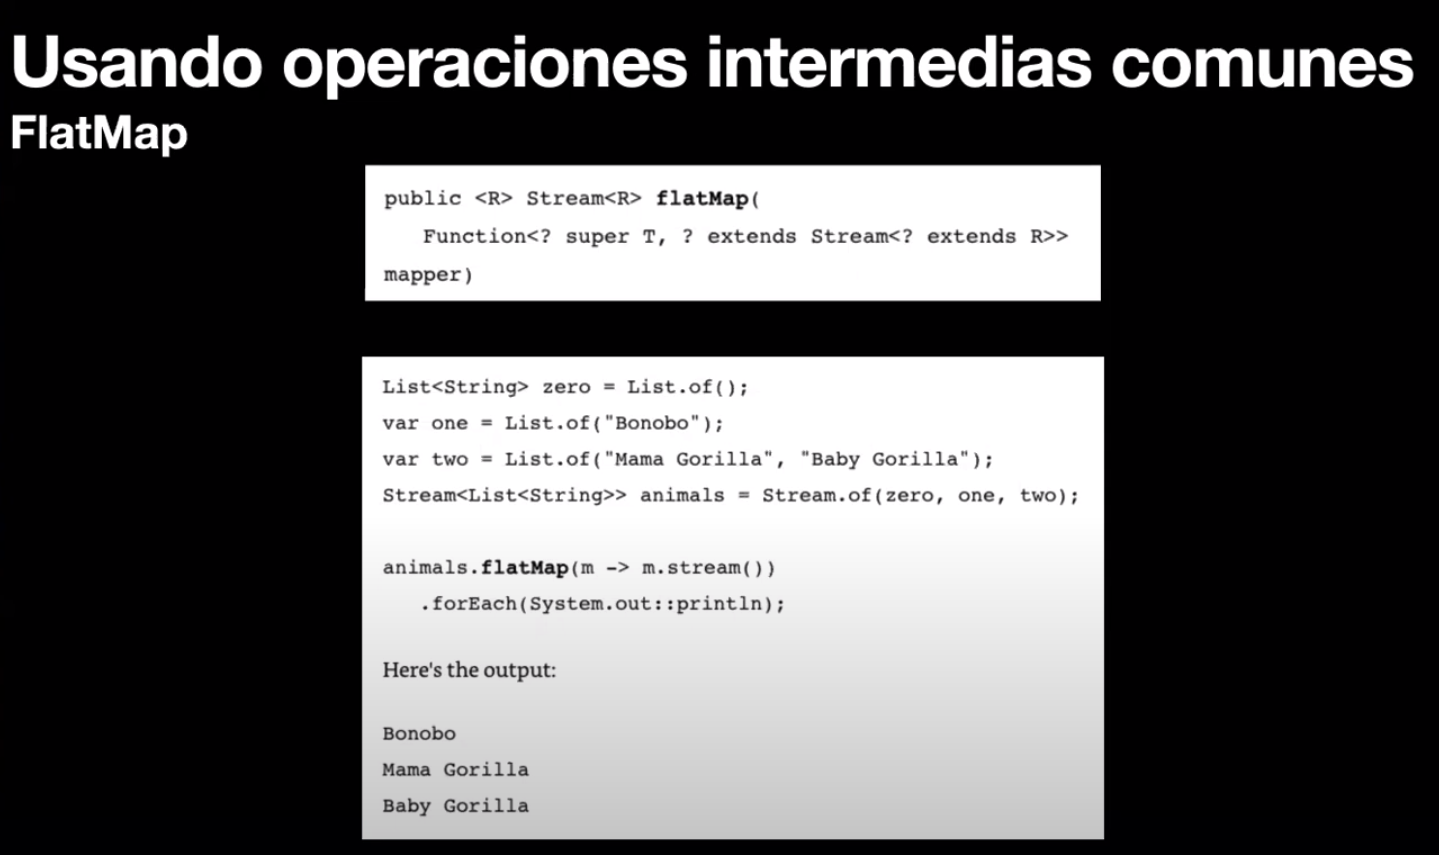 Usando operaciones intermedias comunes
FlatMap
public <R> Stream<R> flatMap(
   Function<? super T, ? extends Stream<? extends R>>
mapper)
List<String> zero = List.of();
var one = List.of("Bonobo");
var two = List.of("Mama Gorilla", "Baby Gorilla");
Stream<List<String>> animals = Stream.of(zero, one, two);
animals.flatMap(m -> m.stream())
   .forEach(System.out::println);
Here's the output:
Bonobo
Mama Gorilla
Baby Gorilla